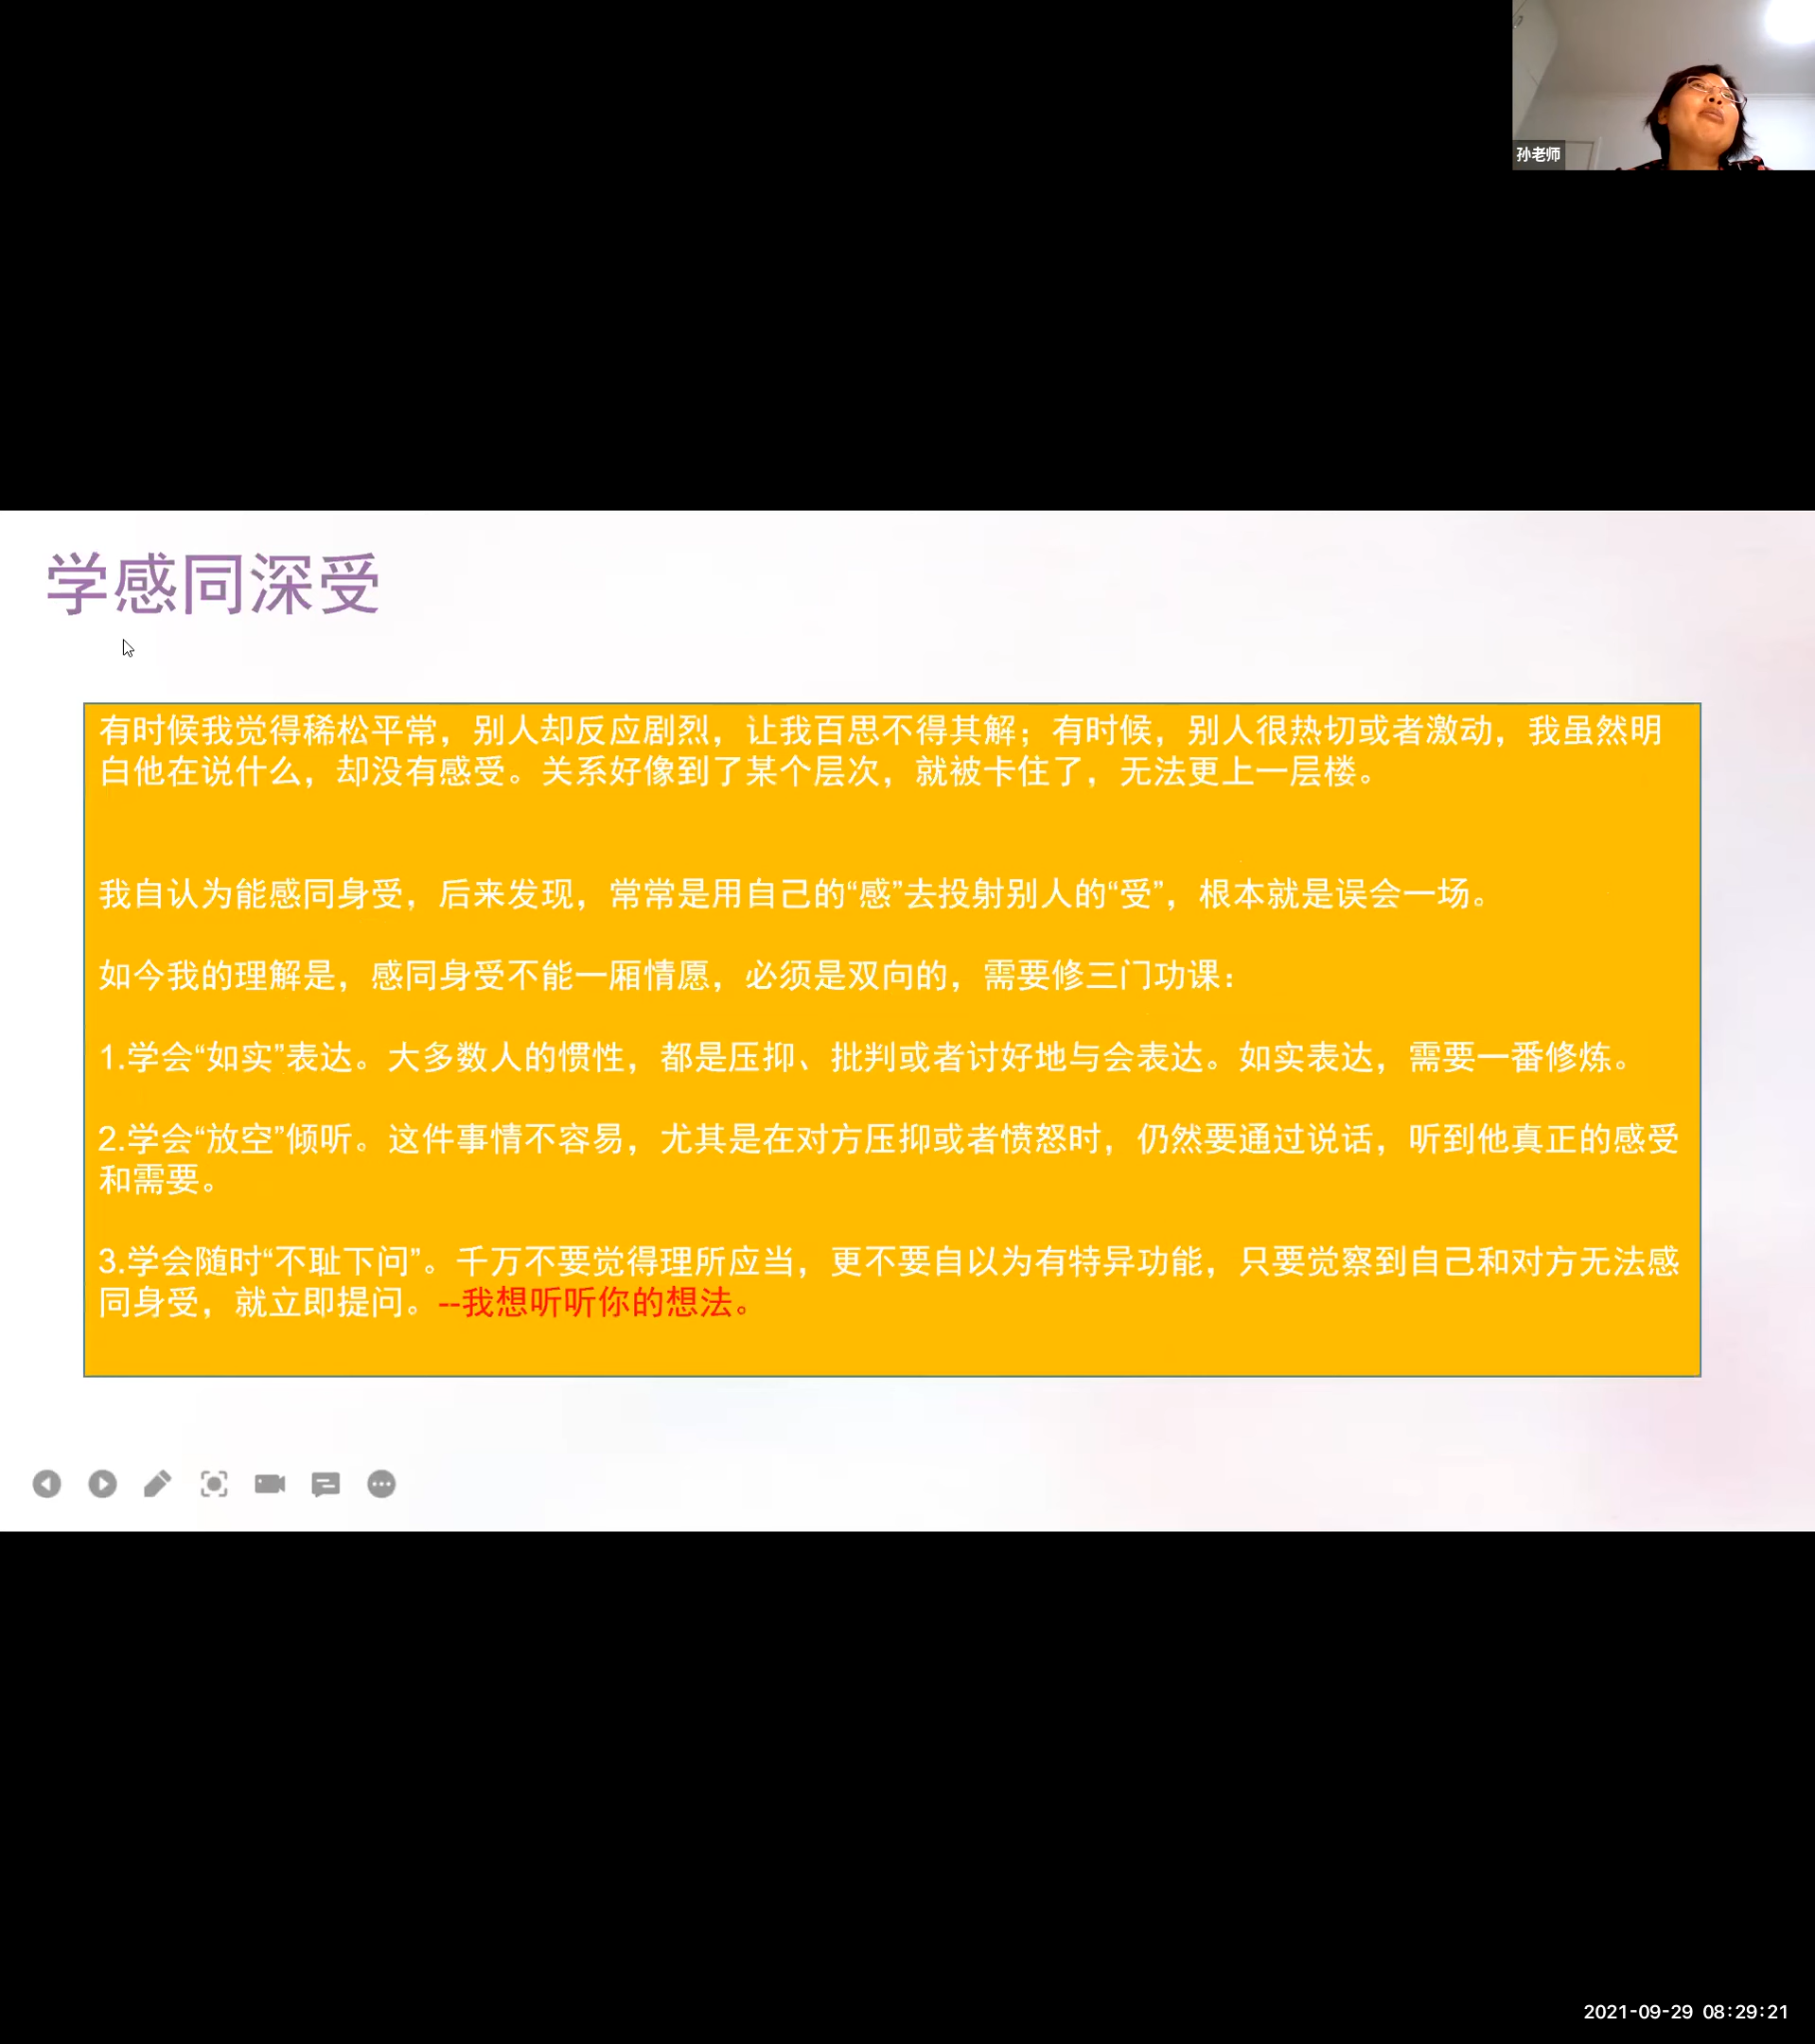 孙老师
学感同深受
有时候我觉得稀松平常，别人却反应剧烈，让我百思不得其解；有时候，别人很热切或者激动，我虽然明
白他在说什么，却没有感受。关系好像到了某个层次，就被卡住了，无法更上一层楼。
我自认为能感同身受，后来发现，常常是用自己的“感”去投射别人的“受”，根本就是误会一场。
如今我的理解是，感同身受不能一厢情愿，必须是双向的，需要修三门功课：
1.学会“如实”表达。大多数人的惯性，都是压抑、批判或者讨好地与会表达。如实表达，需要一番修炼。
2.学会“放空”倾听。这件事情不容易，尤其是在对方压抑或者愤怒时，仍然要通过说话，听到他真正的感受
和需要。
3.学会随时“不耻下问”。千万不要觉得理所应当，更不要自以为有特异功能，只要觉察到自己和对方无法感
同身受，就立即提问。--我想听听你的想法。
2021-09-29 08:29:21